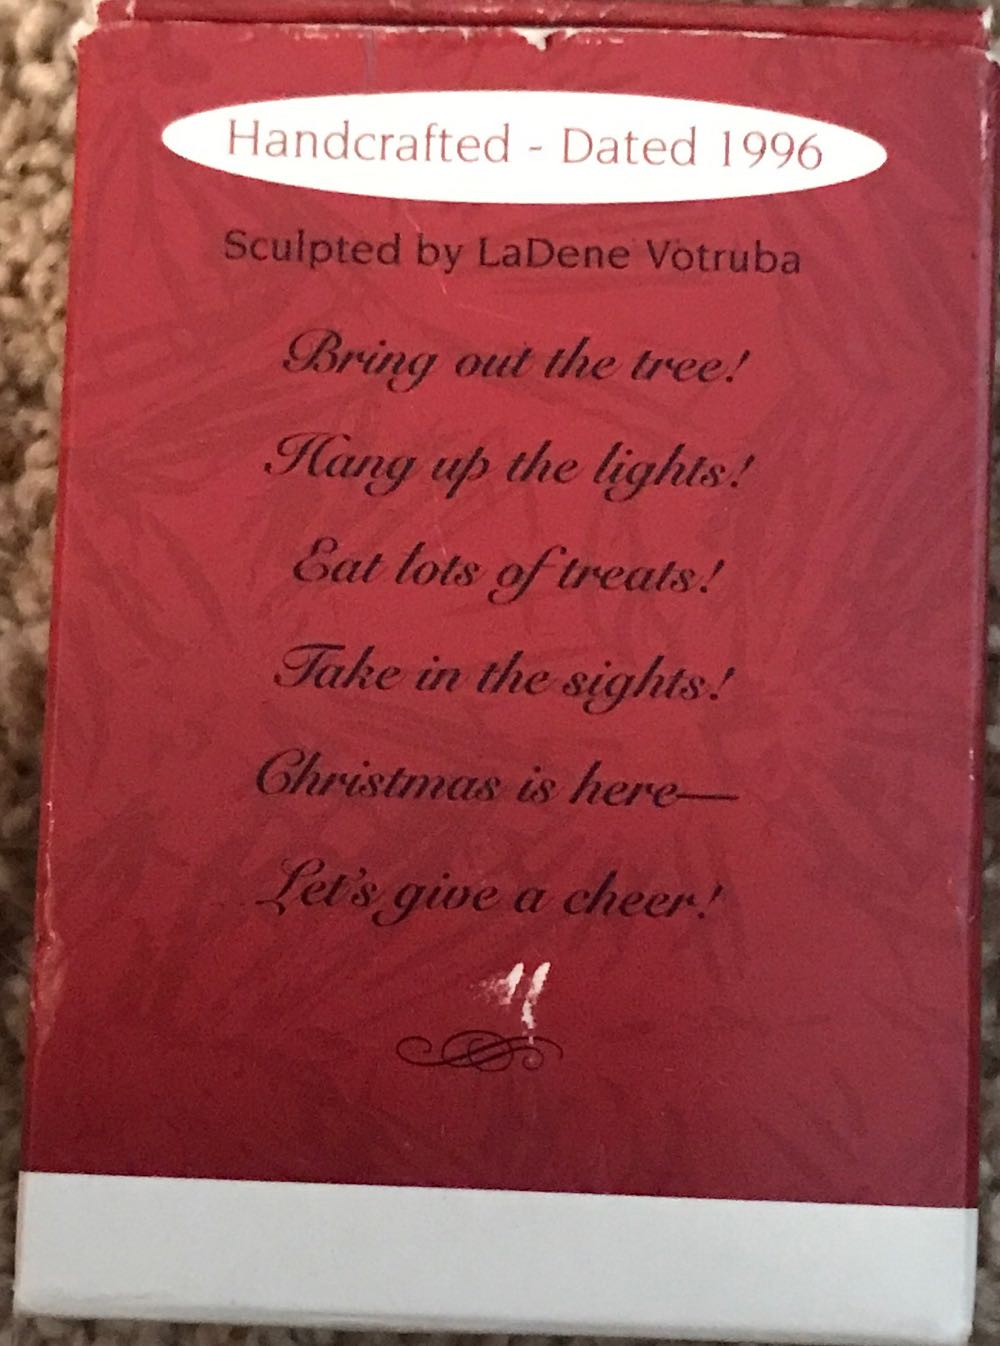 Handcrafted - Dated 1996
Sculpted by LaDene Votruba
Bring out the tree!
Hang up the lights!
Eat lots of treats!
Take in the sights!
Christmas is here—
Let's give a cheer!